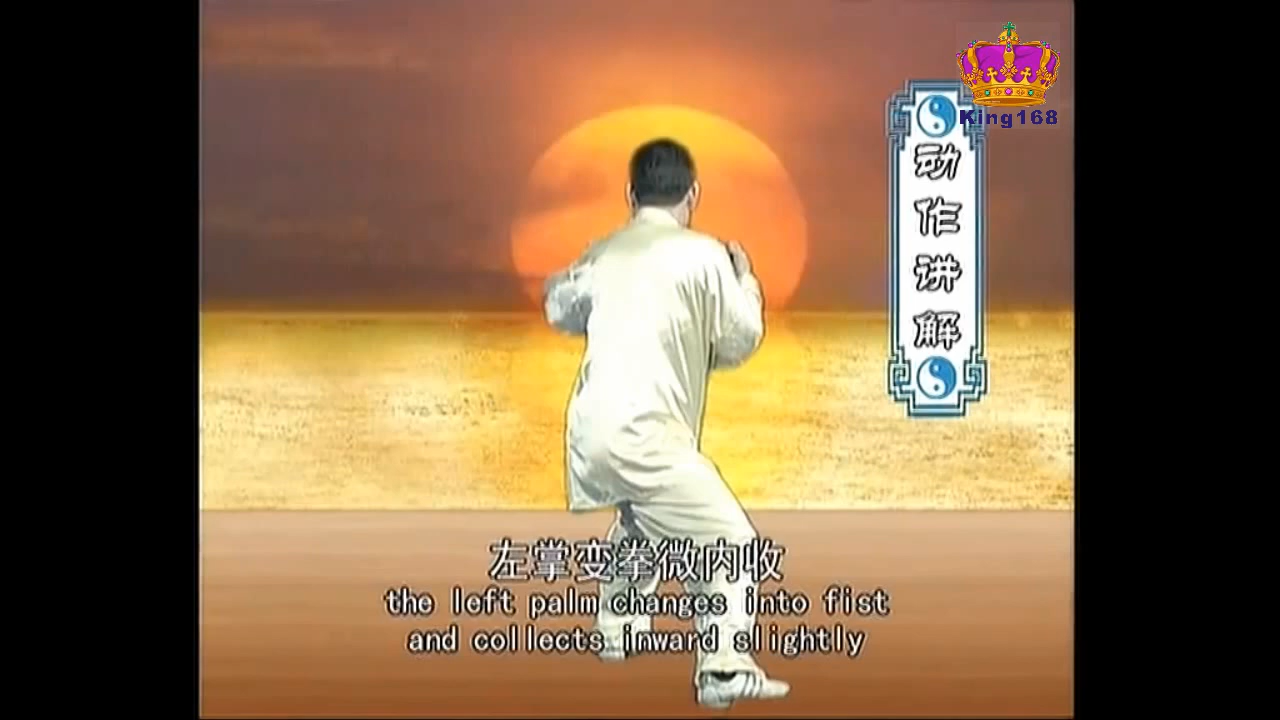 King168
动作讲解
左掌变拳微内收
the left palm changes into fist
and collects inward slightly